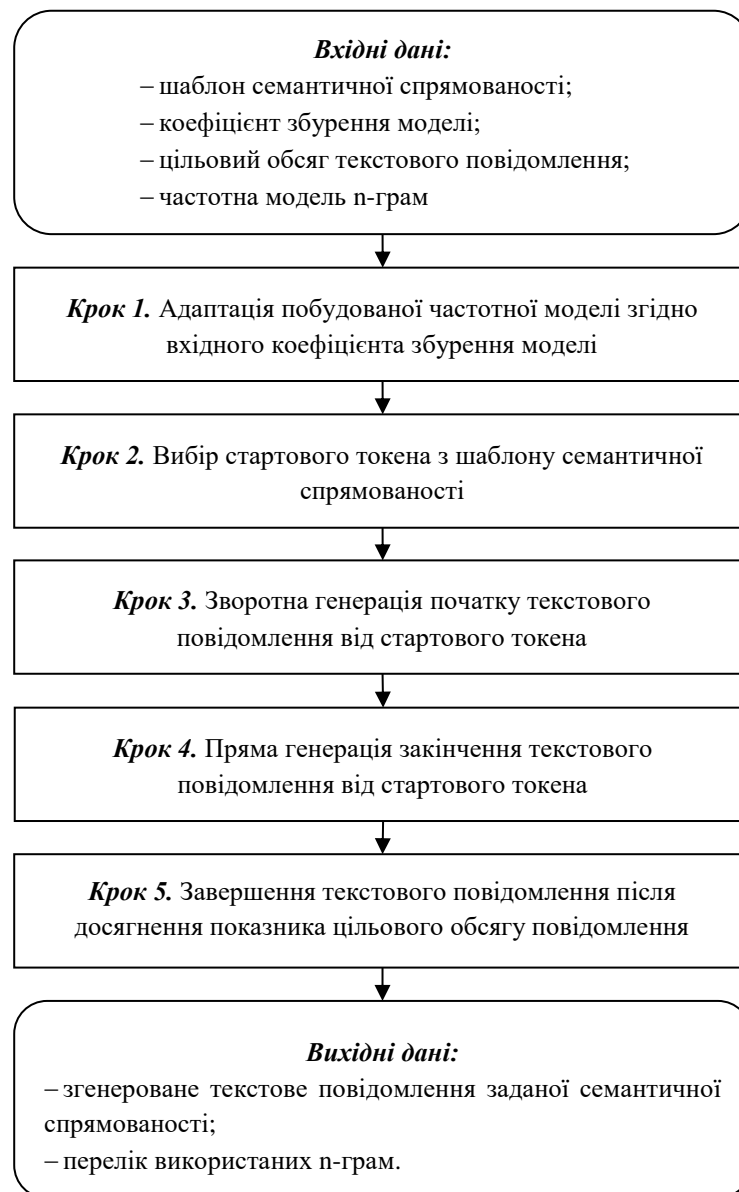 Вхідні дані:
– шаблон семантичної спрямованості;
– коефіцієнт збурення моделі;
– цільовий обсяг текстового повідомлення;
– частотна модель n-грам
Крок 1. Адаптація побудованої частотної моделі згідно
вхідного коефіцієнта збурення моделі
Крок 2. Вибір стартового токена з шаблону семантичної
спрямованості
Крок 3. Зворотна генерація початку текстового
повідомлення від стартового токена
Крок 4. Пряма генерація закінчення текстового
повідомлення від стартового токена
Крок 5. Завершення текстового повідомлення після
досягнення показника цільового обсягу повідомлення
Вихідні дані:
– згенероване текстове повідомлення заданої семантичної
спрямованості;
– перелік використаних n-грам.